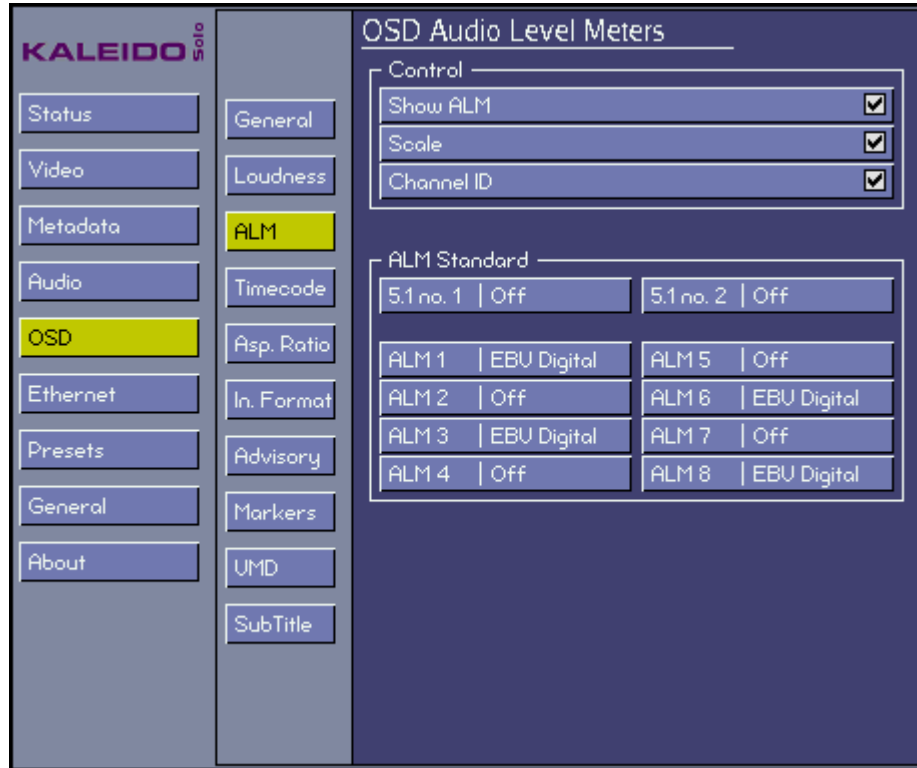 KALEIDO Solo
Status
Video
Metadata
Audio
OSD
Ethernet
Presets
General
About
General
Loudness
ALM
Timecode
Asp. Ratio
In. Format
Advisory
Markers
UMD
SubTitle
OSD Audio Level Meters
Control
Show ALM
Scale
Channel ID
ALM Standard
5.1 no. 1 | Off 5.1 no. 2 | Off
ALM 1 | EBU Digital ALM 5 | Off
ALM 2 | Off ALM 6 | EBU Digital
ALM 3 | EBU Digital ALM 7 | Off
ALM 4 | Off ALM 8 | EBU Digital